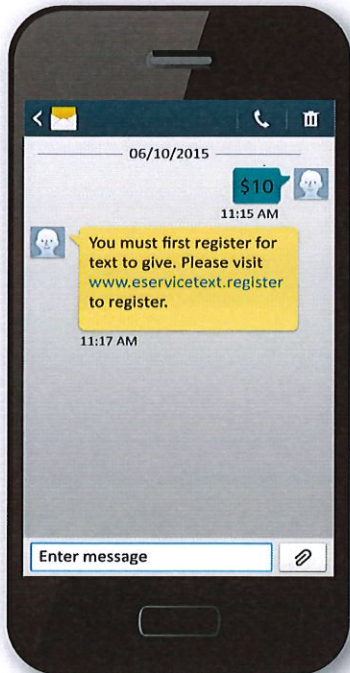 06/10/2015
$10
11:15 AM
You must first register for
text to give. Please visit
www.eservicetext.register
to register.
11:17 AM
Enter message